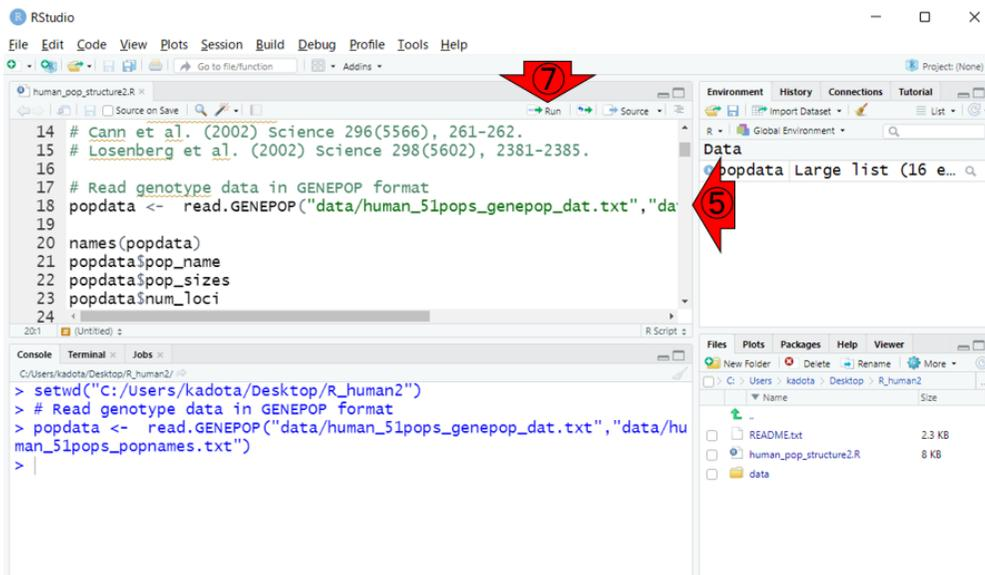 RStudio
File Edit Code View Plots Session Build Debug Profile Tools Help
Go to file/function Addins Project: (None)
human_pop_structure2.R
Source on Save Run Source
⑦
14 # Cann et al. (2002) Science 296(5566), 261-262.
15 # Losenberg et al. (2002) Science 298(5602), 2381-2385.
16
17 # Read genotype data in GENEPOP format
18 popdata <-  read.GENEPOP("data/human_51pops_genepop_dat.txt","da
19
20 names(popdata)
21 popdata$pop_name
22 popdata$pop_sizes
23 popdata$num_loci
24
20:1 (Untitled) R Script
Console Terminal Jobs
C:/Users/kadota/Desktop/R_human2/
> setwd("C:/Users/kadota/Desktop/R_human2")
> # Read genotype data in GENEPOP format
> popdata <-  read.GENEPOP("data/human_51pops_genepop_dat.txt","data/hu
man_51pops_popnames.txt")
>
Environment History Connections Tutorial
Import Dataset List
R Global Environment
Data
popdata Large list (16 e…
⑤
Files Plots Packages Help Viewer
New Folder Delete Rename More
C: > Users > kadota > Desktop > R_human2
Name Size
..
README.txt 2.3 KB
human_pop_structure2.R 8 KB
data